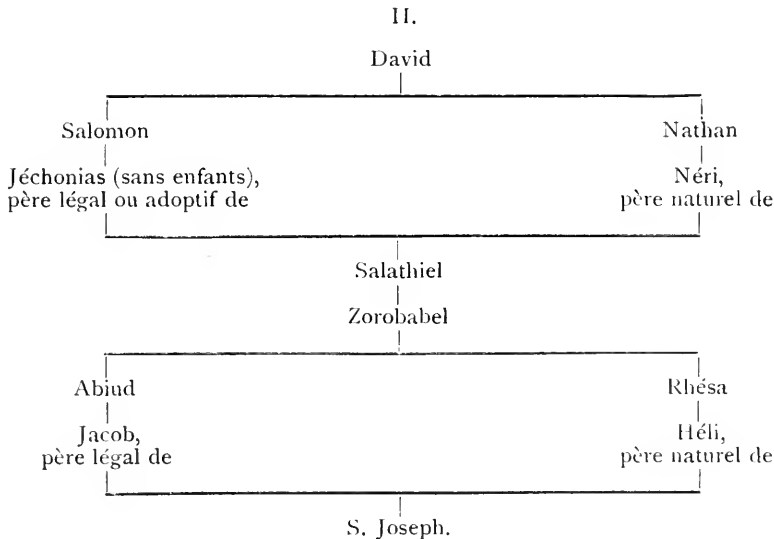 II.
David
Salomon
Nathan
Jéchonias (sans enfants),
père légal ou adoptif de
Néri,
père naturel de
Salathiel
Zorobabel
Abiud
Rhésa
Jacob,
père légal de
Héli,
père naturel de
S. Joseph.